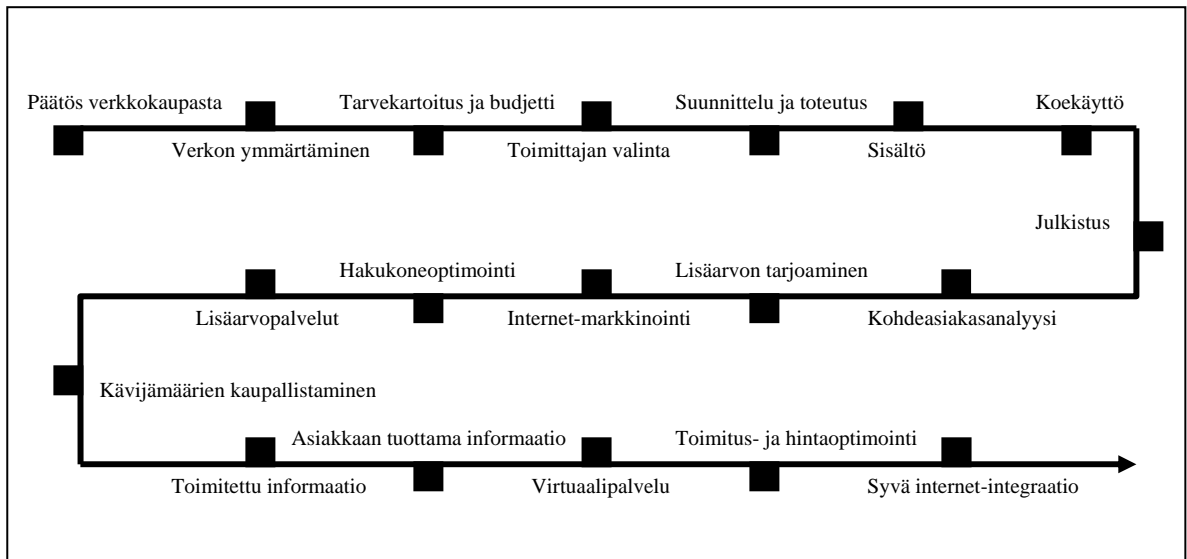 Päätös verkkokaupasta
Tarvekartoitus ja budjetti
Suunnittelu ja toteutus
Koekäyttö
Verkon ymmärtäminen
Toimittajan valinta
Sisältö
Julkistus
Hakukoneoptimointi
Lisäarvon tarjoaminen
Lisäarvopalvelut
Internet-markkinointi
Kohdeasiakasanalyysi
Kävijämäärien kaupallistaminen
Asiakkaan tuottama informaatio
Toimitus- ja hintaoptimointi
Toimitettu informaatio
Virtuaalipalvelu
Syvä internet-integraatio